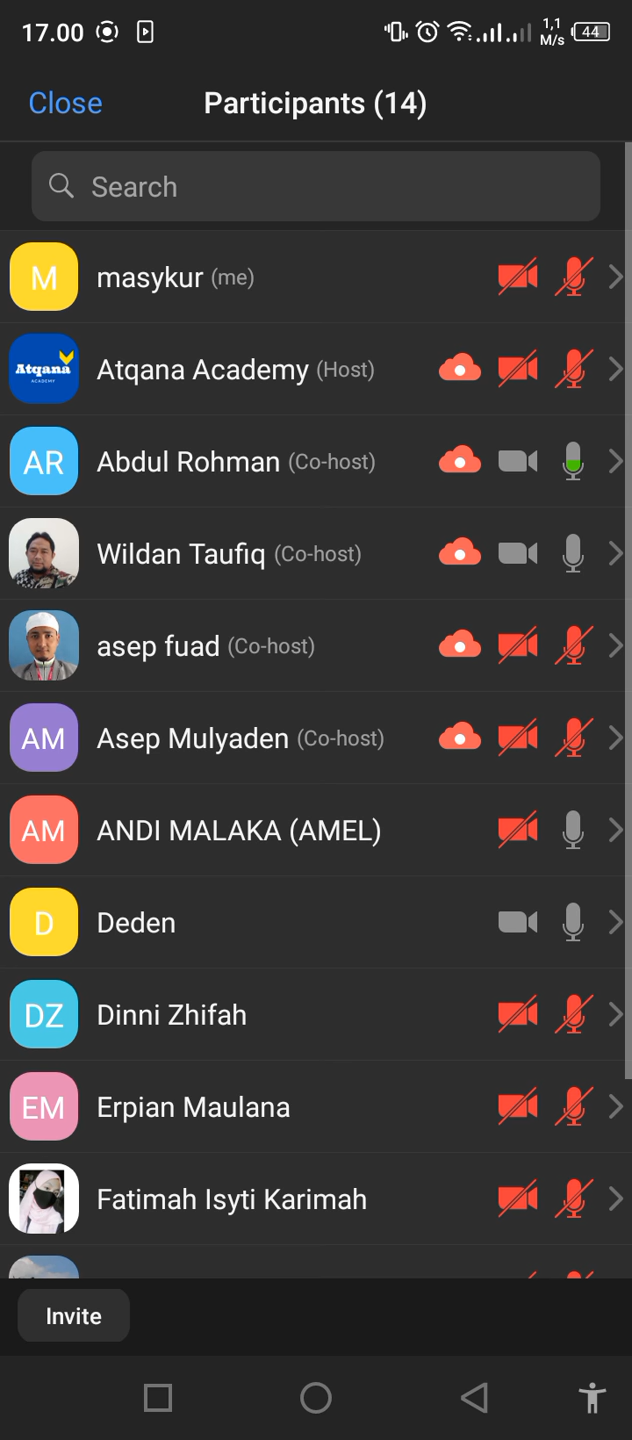 17.00
1,1
M/s
44
Close
Participants (14)
Search
M
masykur (me)
Atqana
ACADEMY
Atqana Academy (Host)
AR
Abdul Rohman (Co-host)
Wildan Taufiq (Co-host)
asep fuad (Co-host)
AM
Asep Mulyaden (Co-host)
AM
ANDI MALAKA (AMEL)
D
Deden
DZ
Dinni Zhifah
EM
Erpian Maulana
Fatimah Isyti Karimah
Invite